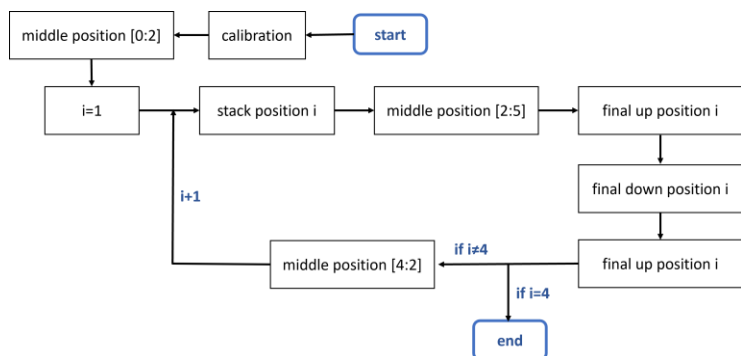 middle position [0:2]
calibration
start
i=1
stack position i
middle position [2:5]
final up position i
final down position i
i+1
middle position [4:2]
if i≠4
final up position i
if i=4
end